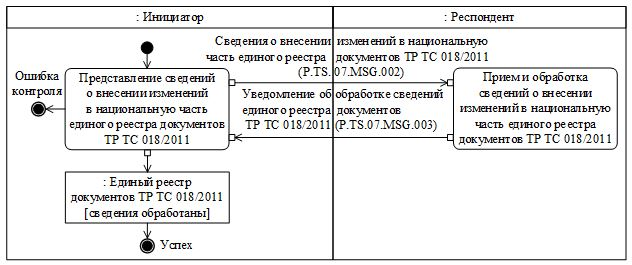 : Инициатор
: Респондент
Сведения о внесении изменений в национальную
часть единого реестра документов ТР ТС 018/2011
(P.TS.07.MSG.002)
Ошибка
контроля
Представление сведений
о внесении изменений
в национальную часть
единого реестра документов
ТР ТС 018/2011
Уведомление об обработке сведений
единого реестра документов
ТР ТС 018/2011 (P.TS.07.MSG.003)
Прием и обработка
сведений о внесении
изменений в национальную
часть единого реестра
документов ТР ТС 018/2011
: Единый реестр
документов ТР ТС 018/2011
[сведения обработаны]
Успех